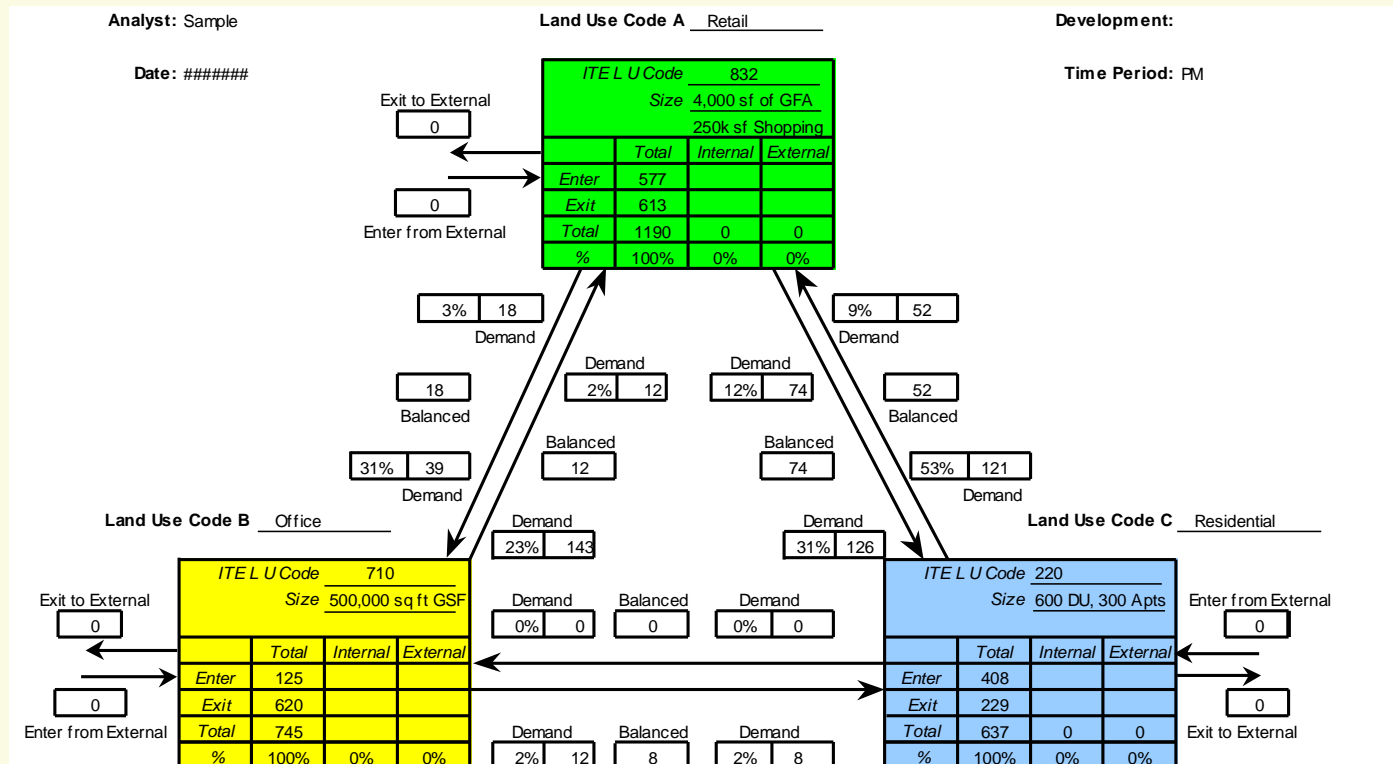 Analyst: Sample
Land Use Code A Retail
Development:
Date: #######
Time Period: PM
ITE L U Code 832
Size 4,000 sf of GFA
250k sf Shopping
Total Internal External
Enter 577
Exit 613
Total 1190 0 0
% 100% 0% 0%
Exit to External
0
0
Enter from External
3% 18
Demand
9% 52
Demand
Demand
2% 12
Demand
12% 74
18
Balanced
52
Balanced
Balanced
12
Balanced
74
31% 39
Demand
53% 121
Demand
Land Use Code B Office
Demand
23% 143
Demand
31% 126
Land Use Code C Residential
ITE L U Code 710
Size 500,000 sq ft GSF
Total Internal External
Enter 125
Exit 620
Total 745
% 100% 0% 0%
Exit to External
0
0
Enter from External
Demand Balanced Demand
0% 0 0 0% 0
Demand Balanced Demand
2% 12 8 2% 8
ITE L U Code 220
Size 600 DU, 300 Apts
Total Internal External
Enter 408
Exit 229
Total 637 0 0
% 100% 0% 0%
Enter from External
0
0
Exit to External